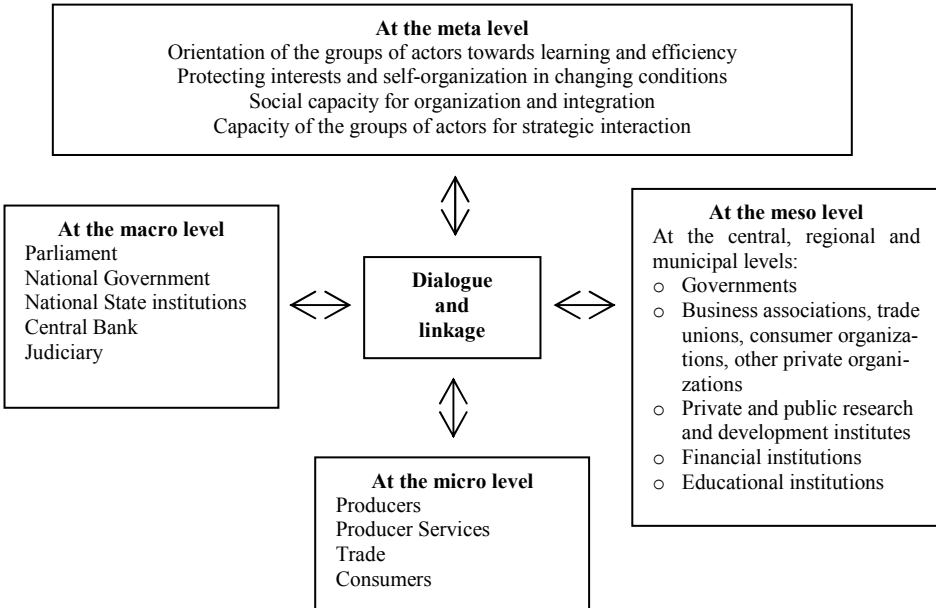 At the meta level
Orientation of the groups of actors towards learning and efficiency
Protecting interests and self-organization in changing conditions
Social capacity for organization and integration
Capacity of the groups of actors for strategic interaction
At the macro level
Parliament
National Government
National State institutions
Central Bank
Judiciary
Dialogue
and
linkage
At the meso level
At the central, regional and
municipal levels:
o Governments
o Business associations, trade
unions, consumer organiza-
tions, other private organi-
zations
o Private and public research
and development institutes
o Financial institutions
o Educational institutions
At the micro level
Producers
Producer Services
Trade
Consumers